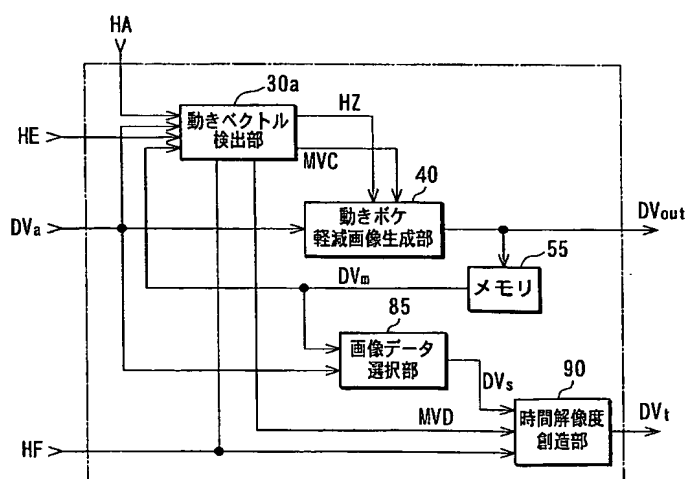 HA
30a
動きベクトル
検出部
HZ
HE
MVC
40
動きボケ
軽減画像生成部
DVa
DVout
55
メモリ
DVm
85
画像データ
選択部
DVs
90
時間解像度
創造部
MVD
DVt
HF